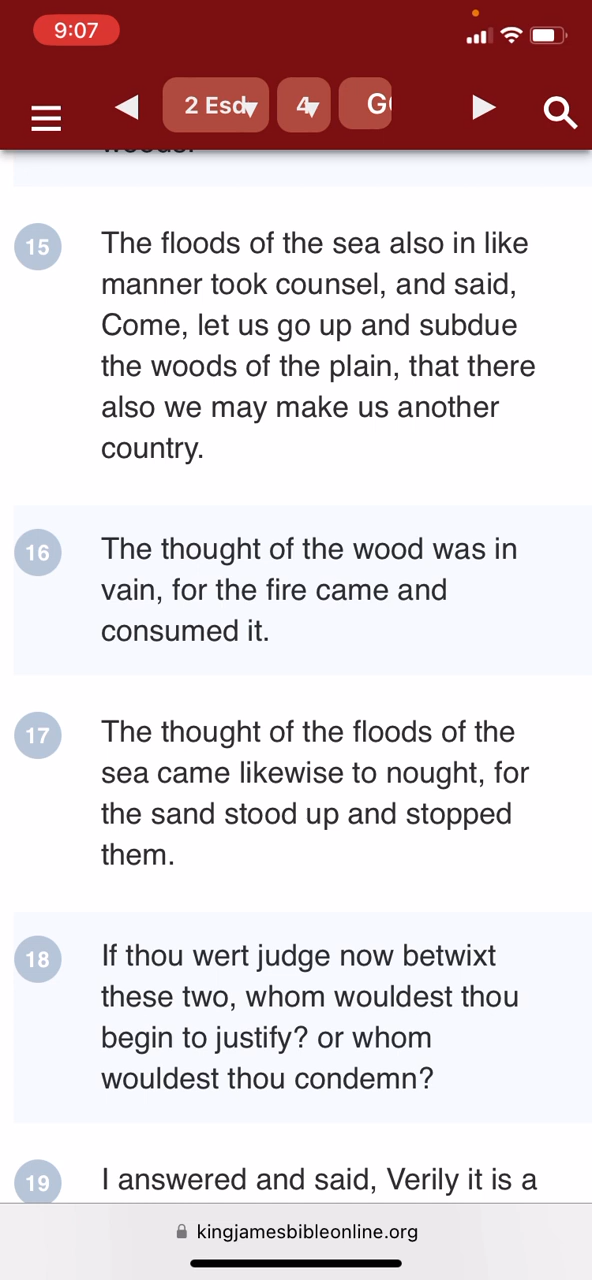 9:07
2 Esd 4 G
15 The floods of the sea also in like
manner took counsel, and said,
Come, let us go up and subdue
the woods of the plain, that there
also we may make us another
country.
16 The thought of the wood was in
vain, for the fire came and
consumed it.
17 The thought of the floods of the
sea came likewise to nought, for
the sand stood up and stopped
them.
18 If thou wert judge now betwixt
these two, whom wouldest thou
begin to justify? or whom
wouldest thou condemn?
19 I answered and said, Verily it is a
kingjamesbibleonline.org